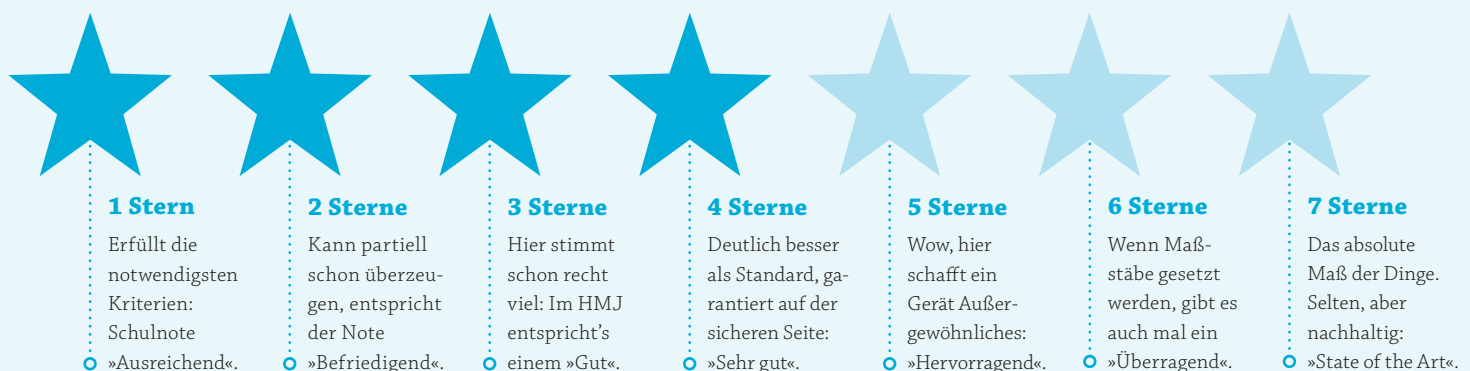 1 Stern
Erfüllt die
notwendigsten
Kriterien:
Schulnote
»Ausreichend«.
2 Sterne
Kann partiell
schon überzeu-
gen, entspricht
der Note
»Befriedigend«.
3 Sterne
Hier stimmt
schon recht
viel: Im HMJ
entspricht’s
einem »Gut«.
4 Sterne
Deutlich besser
als Standard, ga-
rantiert auf der
sicheren Seite:
»Sehr gut«.
5 Sterne
Wow, hier
schafft ein
Gerät Außer-
gewöhnliches:
»Hervorragend«.
6 Sterne
Wenn Maß-
stäbe gesetzt
werden, gibt es
auch mal ein
»Überragend«.
7 Sterne
Das absolute
Maß der Dinge.
Selten, aber
nachhaltig:
»State of the Art«.